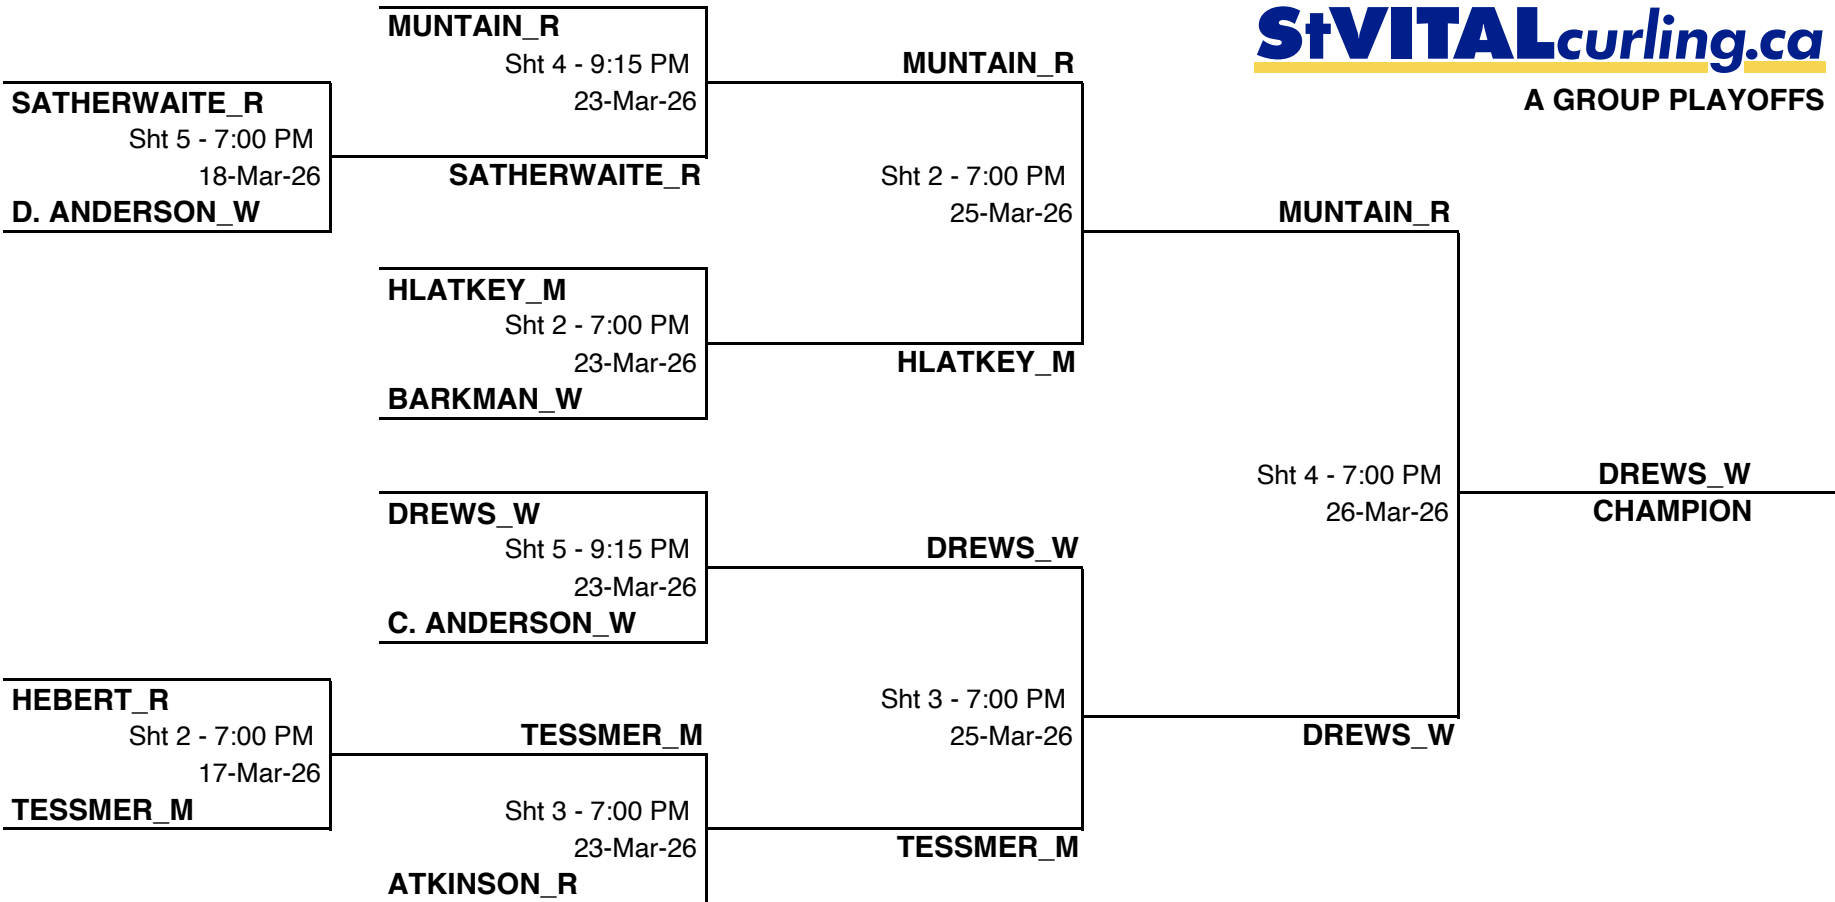 StVITALcurling.ca
A GROUP PLAYOFFS
SATHERWAITE_R
Sht 5 - 7:00 PM
18-Mar-26
D. ANDERSON_W
HEBERT_R
Sht 2 - 7:00 PM
17-Mar-26
TESSMER_M
MUNTAIN_R
Sht 4 - 9:15 PM
23-Mar-26
SATHERWAITE_R
HLATKEY_M
Sht 2 - 7:00 PM
23-Mar-26
BARKMAN_W
DREWS_W
Sht 5 - 9:15 PM
23-Mar-26
C. ANDERSON_W
TESSMER_M
Sht 3 - 7:00 PM
23-Mar-26
ATKINSON_R
MUNTAIN_R
Sht 2 - 7:00 PM
25-Mar-26
HLATKEY_M
DREWS_W
Sht 3 - 7:00 PM
25-Mar-26
TESSMER_M
MUNTAIN_R
Sht 4 - 7:00 PM
26-Mar-26
DREWS_W
DREWS_W
CHAMPION